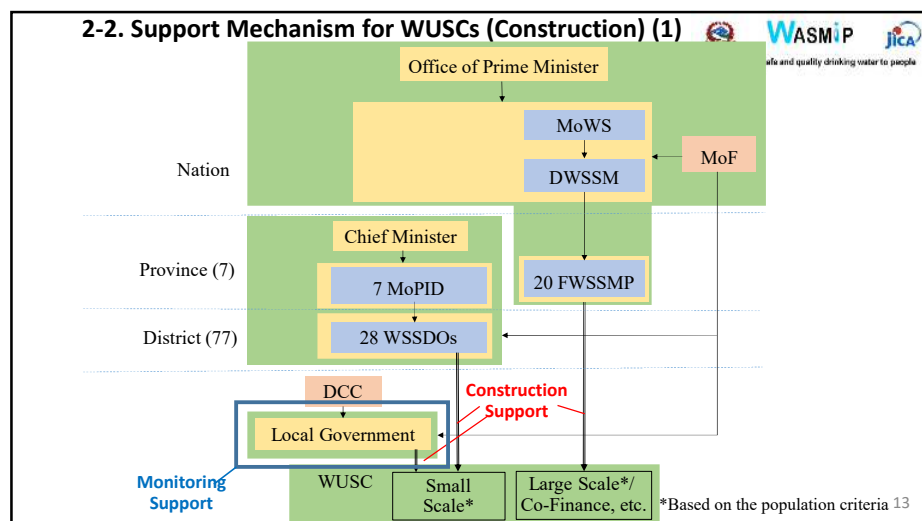 2-2. Support Mechanism for WUSCs (Construction) (1)
WASMiP
JICA
afe and quality drinking water to people
Office of Prime Minister
MoWS
MoF
Nation
DWSSM
Chief Minister
Province (7)
7 MoPID
20 FWSSMP
District (77)
28 WSSDOs
DCC
Construction
Support
Local Government
Monitoring
Support
WUSC
Small
Scale*
Large Scale*/
Co-Finance, etc.
*Based on the population criteria 13